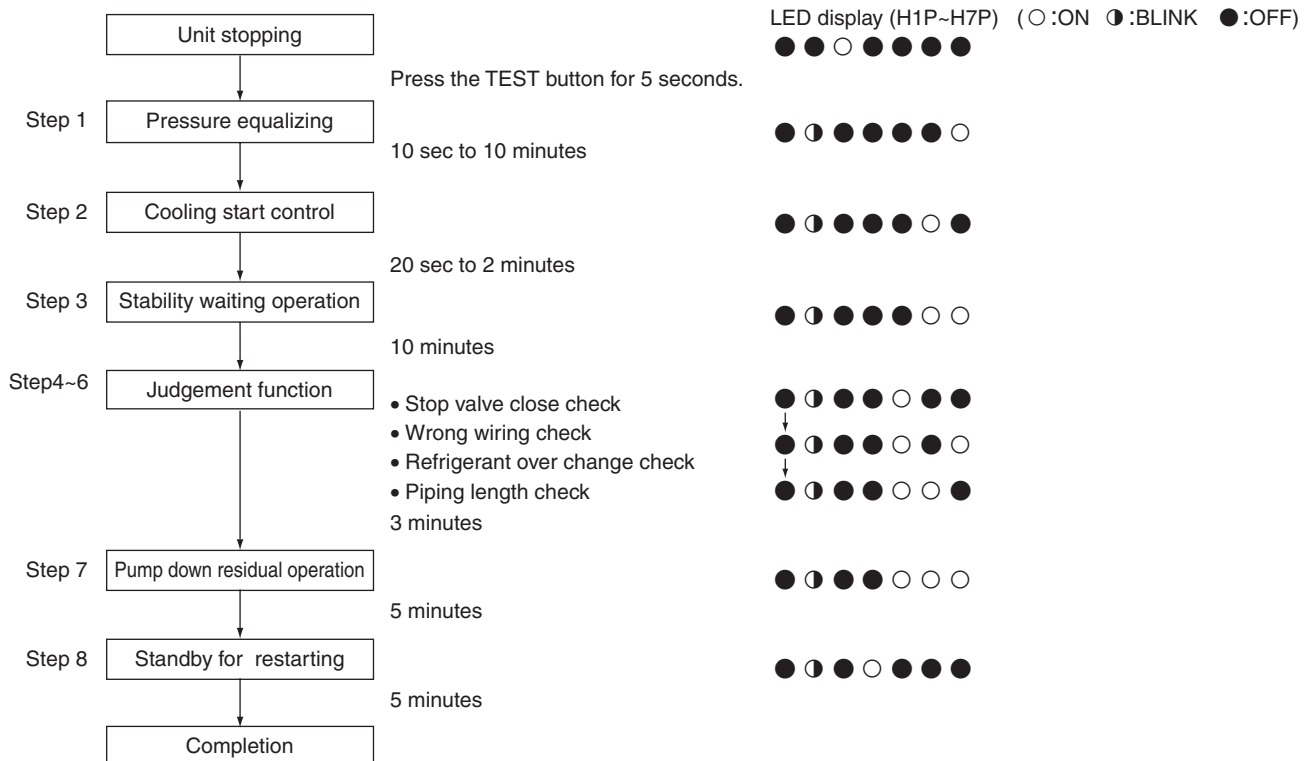 LED display (H1P~H7P) ( ○ :ON ◑ :BLINK ● :OFF)
Unit stopping
Press the TEST button for 5 seconds.
Step 1 Pressure equalizing
10 sec to 10 minutes
Step 2 Cooling start control
20 sec to 2 minutes
Step 3 Stability waiting operation
10 minutes
Step4~6 Judgement function
• Stop valve close check
• Wrong wiring check
• Refrigerant over change check
• Piping length check
3 minutes
Step 7 Pump down residual operation
5 minutes
Step 8 Standby for restarting
5 minutes
Completion